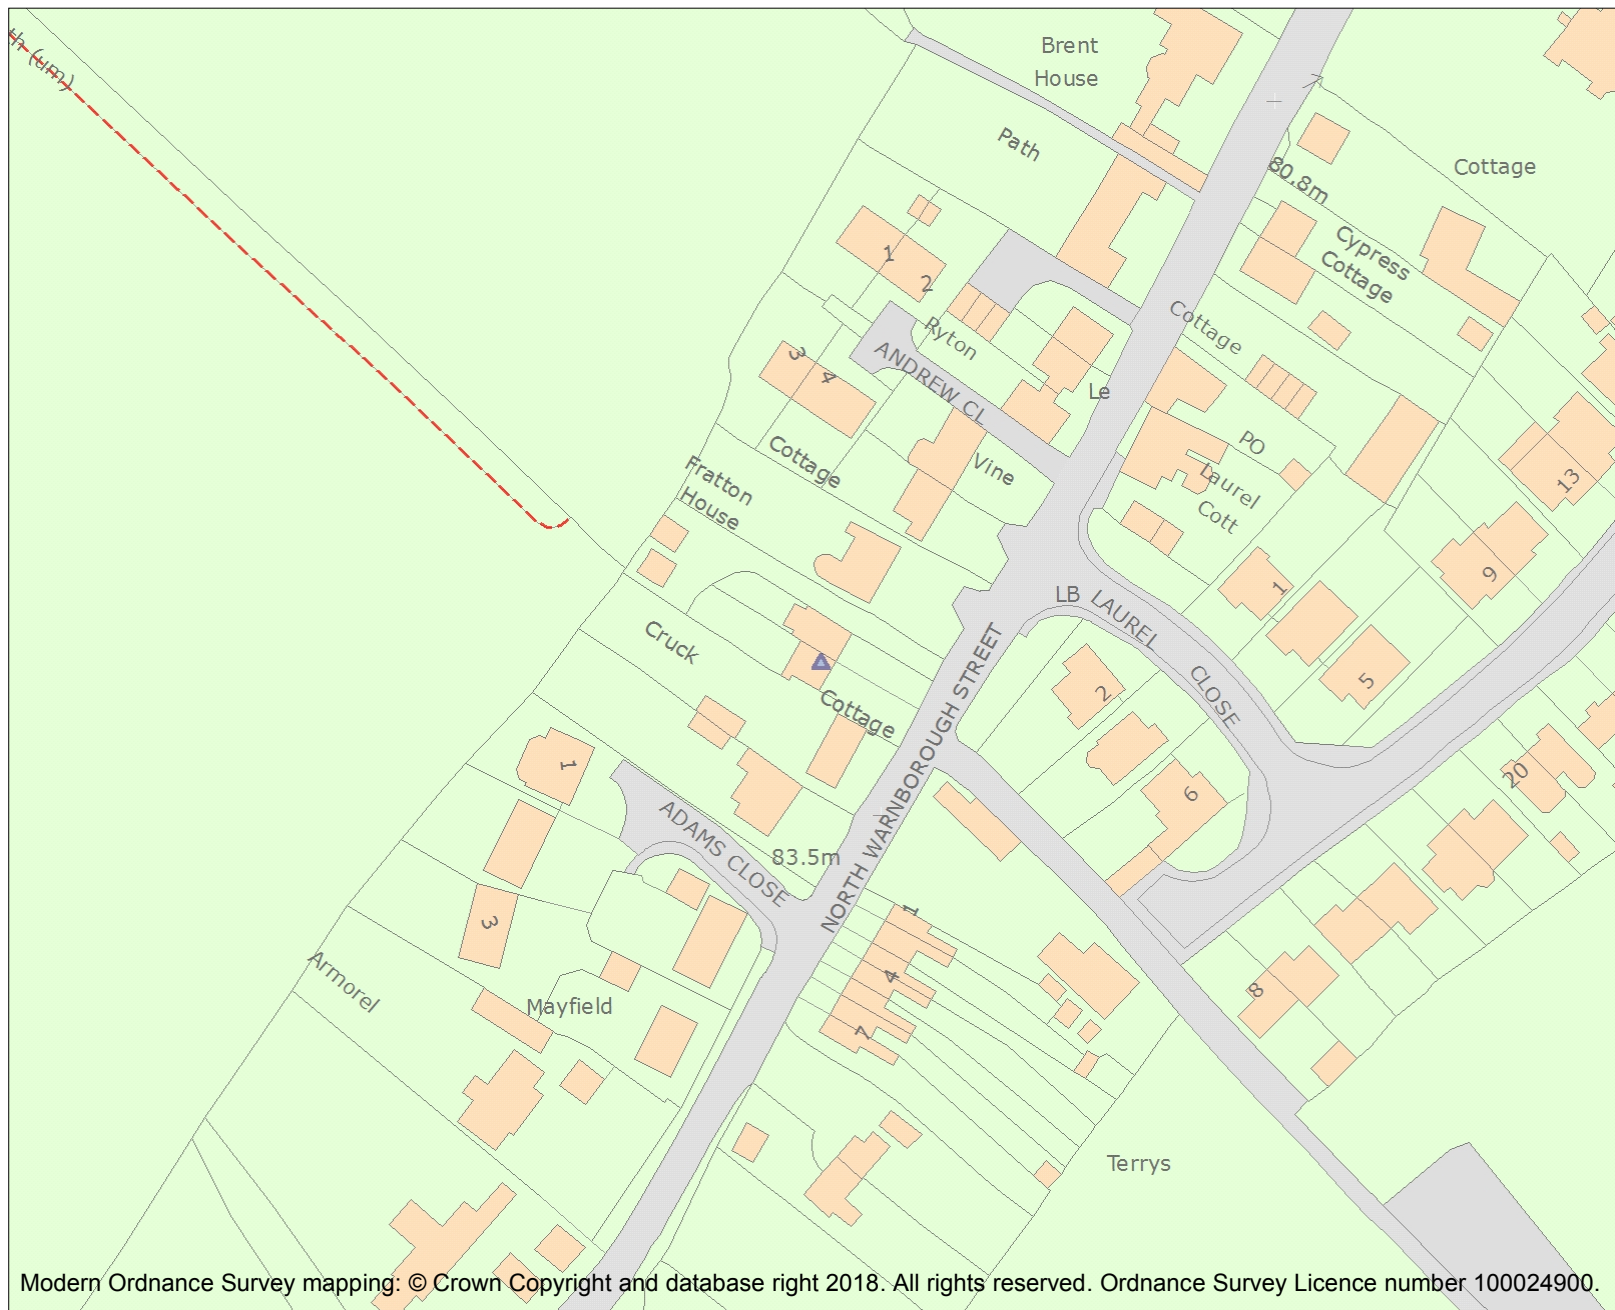 th (um)
Brent
House
Path
Cottage
80.8m
Cypress
Cottage
1
2
Cottage
Ryton
ANDREW CL
3
4
Le
PO
Laurel
Cott
13
Cottage
Vine
Fratton
House
9
1
LB
LAUREL
CLOSE
Cruck
5
2
Cottage
NORTH WARNBOROUGH STREET
1
6
20
ADAMS CLOSE
83.5m
1
3
4
7
8
Armorel
Mayfield
Terrys
Modern Ordnance Survey mapping: © Crown Copyright and database right 2018. All rights reserved. Ordnance Survey Licence number 100024900.